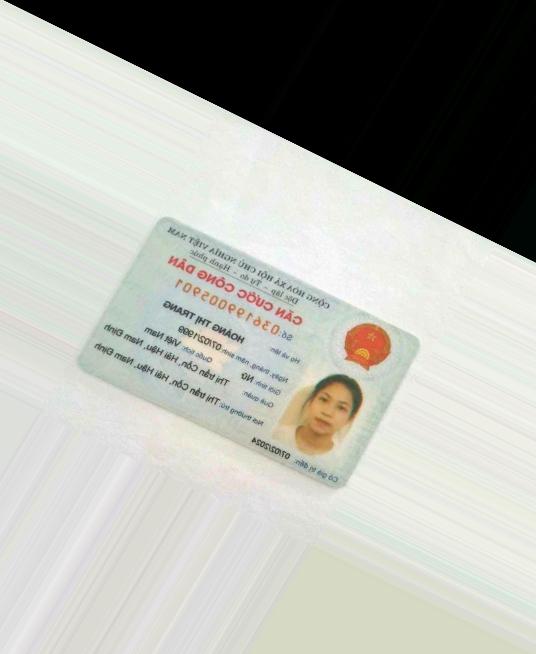 CỘNG HÒA XÃ HỘI CHỦ NGHĨA VIỆT NAM
Độc lập - Tự do - Hạnh phúc
CĂN CƯỚC CÔNG DÂN
Số: 036199005901
Họ và tên:
HOÀNG THỊ TRANG
Ngày, tháng, năm sinh: 07/02/1999
Giới tính: Nữ Quốc tịch: Việt Nam
Quê quán: Thị trấn Cồn, Hải Hậu, Nam Định
Nơi thường trú: Thị trấn Cồn, Hải Hậu, Nam Định
Có giá trị đến: 07/02/2024